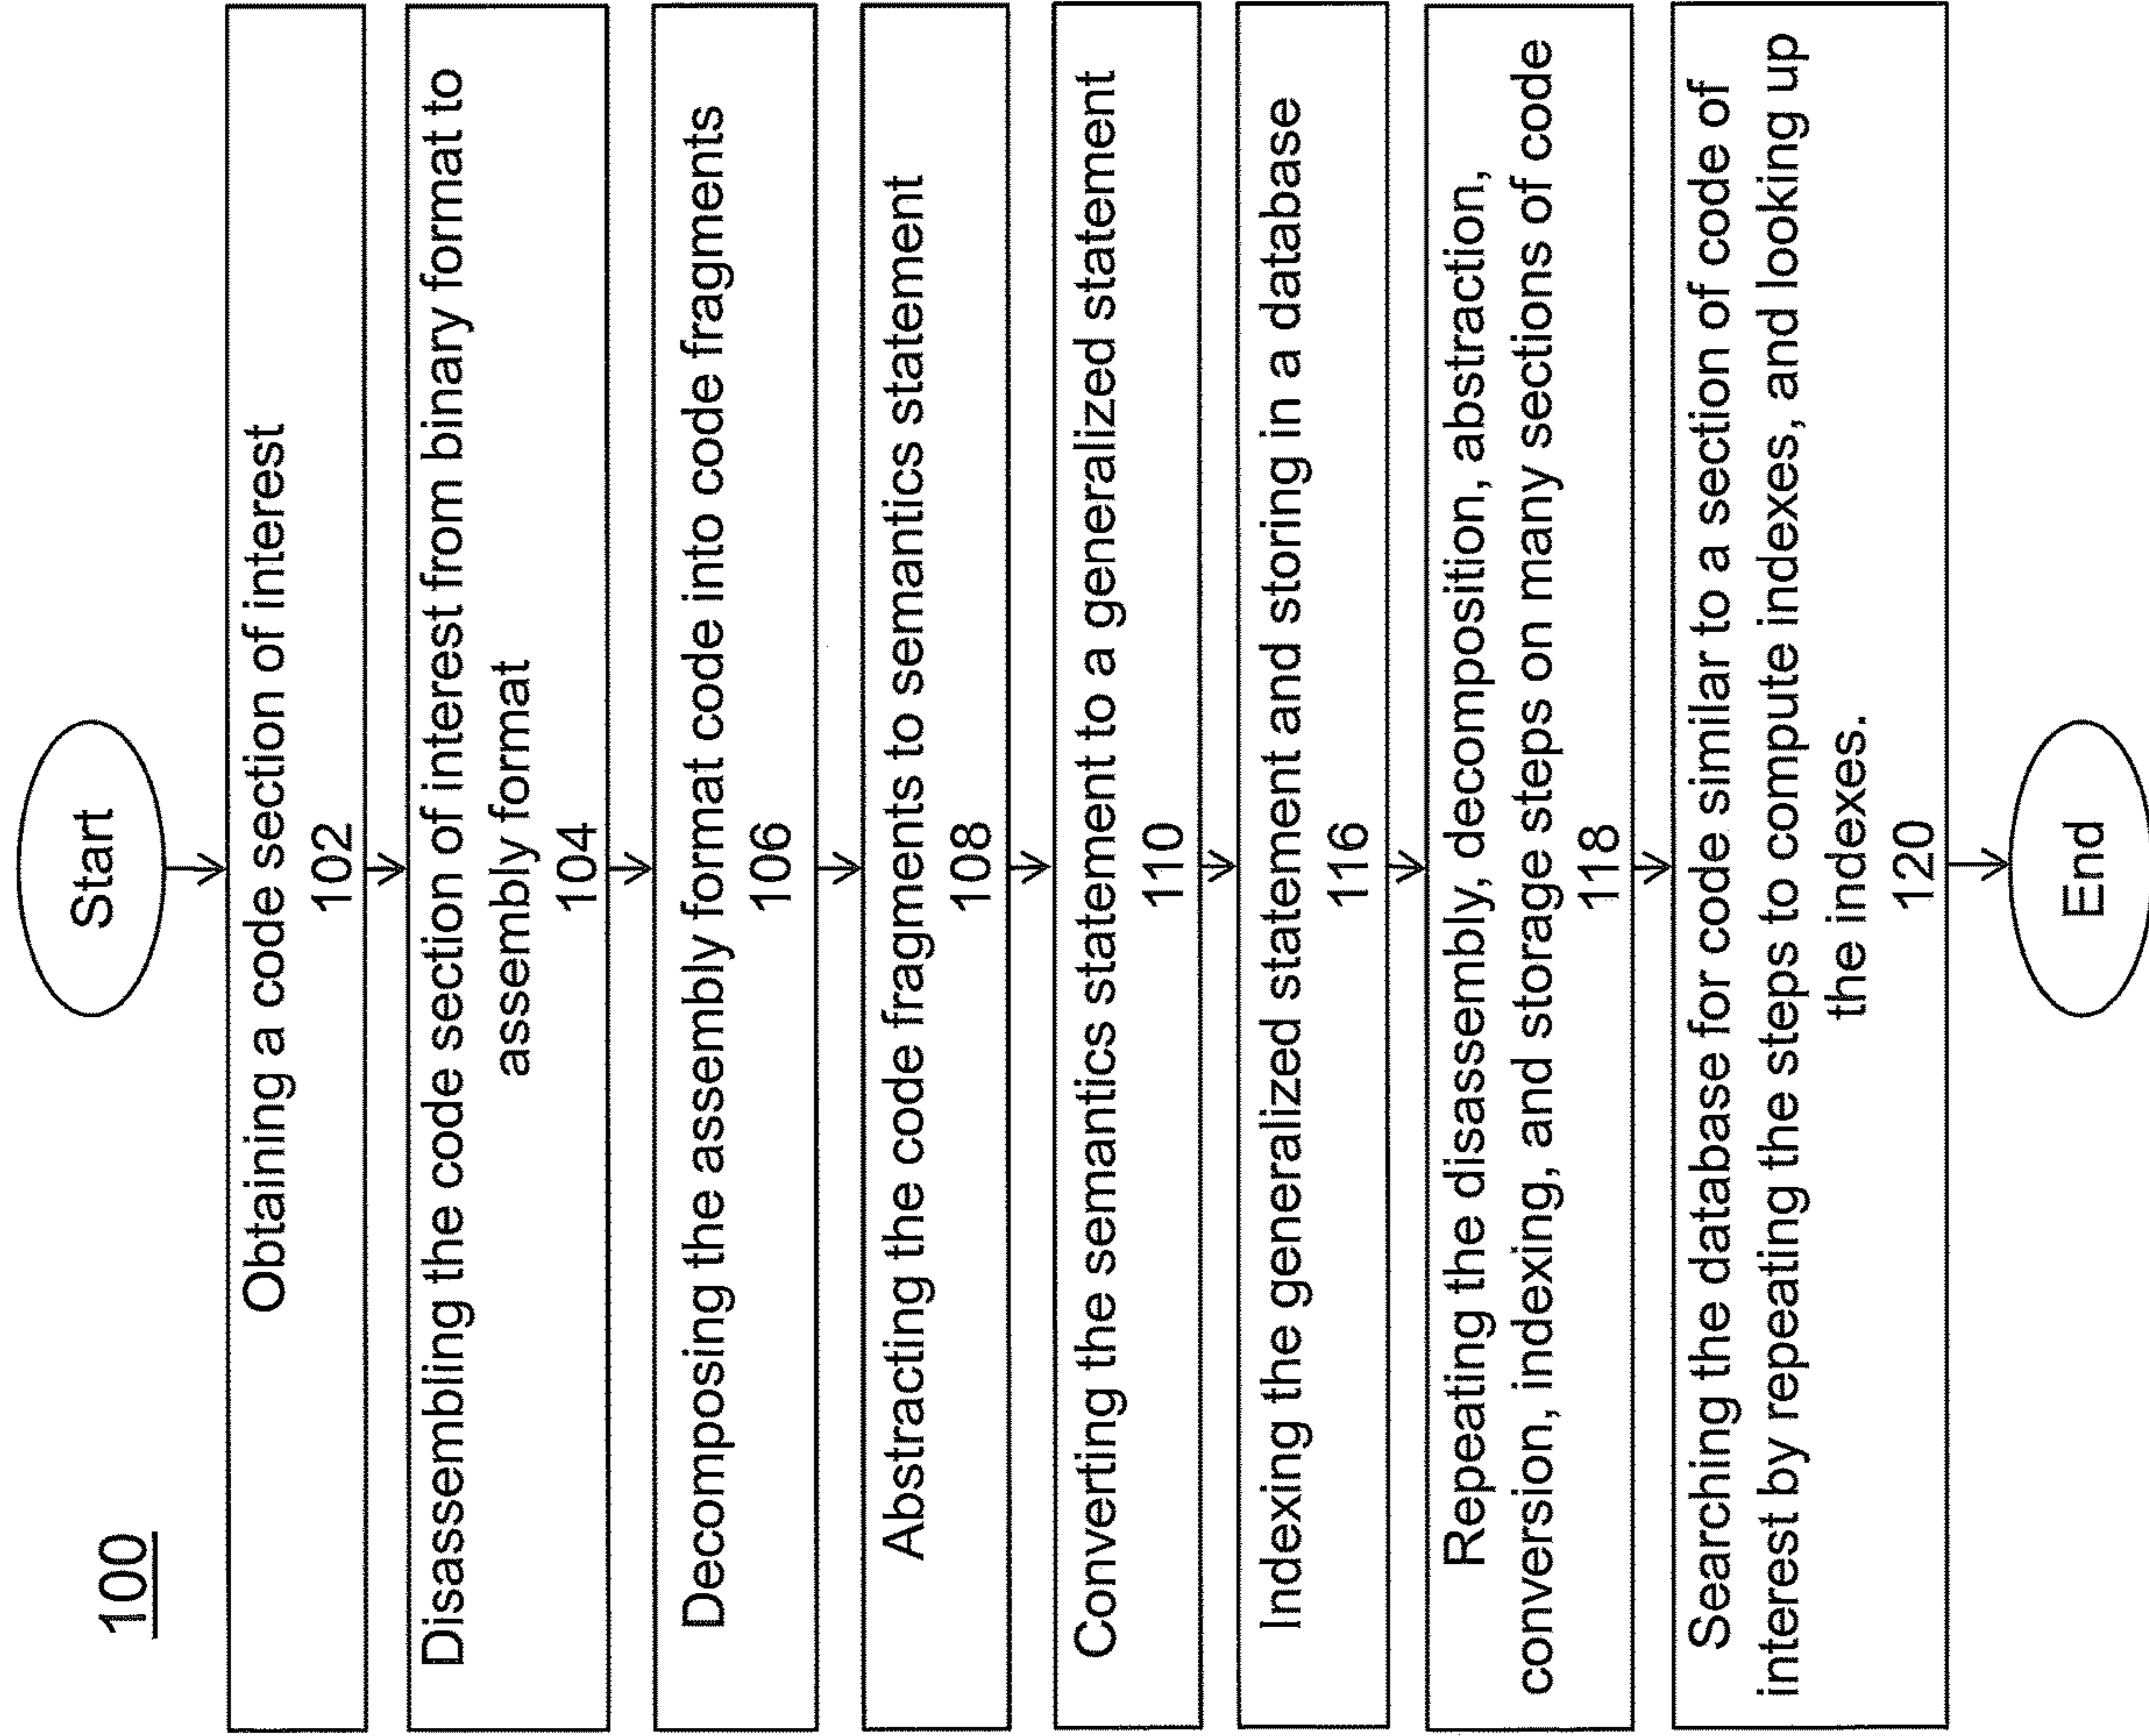 100
Start
Obtaining a code section of interest
102
Disassembling the code section of interest from binary format to
assembly format
104
Decomposing the assembly format code into code fragments
106
Abstracting the code fragments to semantics statement
108
Converting the semantics statement to a generalized statement
110
Indexing the generalized statement and storing in a database
116
Repeating the disassembly, decomposition, abstraction,
conversion, indexing, and storage steps on many sections of code
118
Searching the database for code similar to a section of code of
interest by repeating the steps to compute indexes, and looking up
the indexes.
120
End